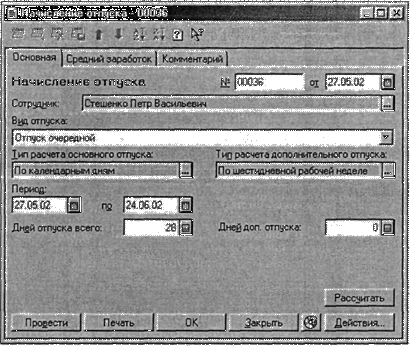 Начисление отпуска 00036
Основная Средний заработок Комментарий
Начисление отпуска № 00036 от 27.05.02
Сотрудник: Стешенко Петр Васильевич ...
Вид отпуска:
Отпуск очередной
Тип расчета основного отпуска: Тип расчета дополнительного отпуска:
По календарным дням ... По шестидневной рабочей неделе ...
Период:
27.05.02 по 24.06.02
Дней отпуска всего: 28 Дней доп. отпуска: 0
Рассчитать
Провести Печать OK Закрыть Действия...